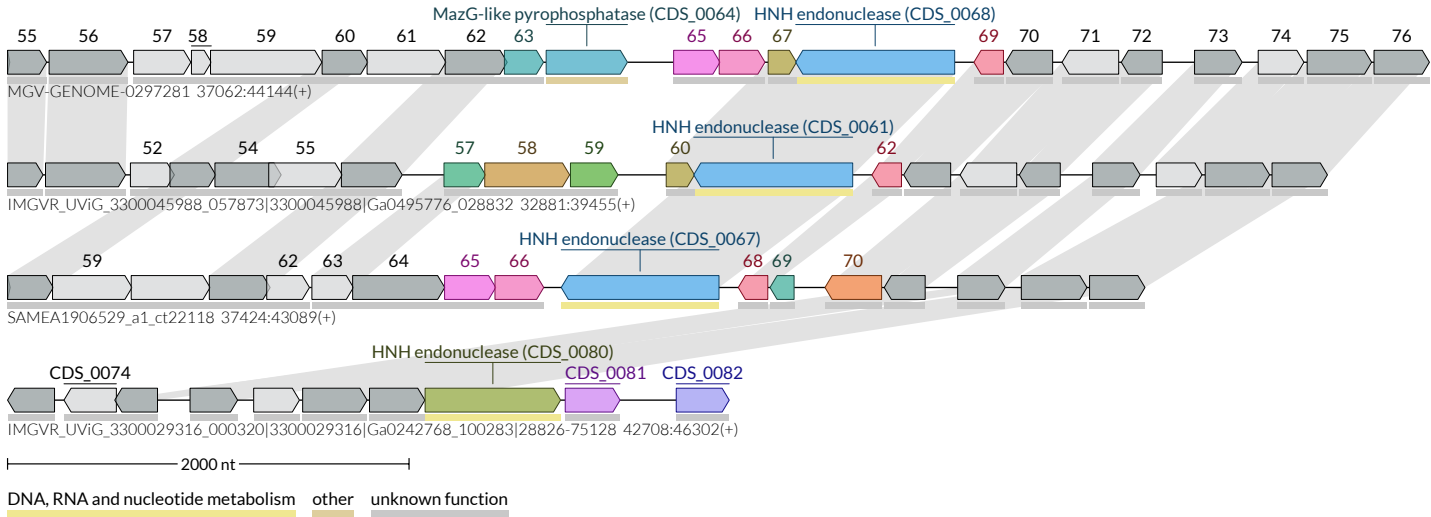 MazG-like pyrophosphatase (CDS_0064) HNH endonuclease (CDS_0068)
55 56 57 58 59 60 61 62 63 65 66 67 69 70 71 72 73 74 75 76
MGV-GENOME-0297281 37062:44144(+)
HNH endonuclease (CDS_0061)
52 54 55 57 58 59 60 62
IMGVR_UViG_3300045988_057873|3300045988|Ga0495776_028832 32881:39455(+)
HNH endonuclease (CDS_0067)
59 62 63 64 65 66 68 69 70
SAMEA1906529_a1_ct22118 37424:43089(+)
HNH endonuclease (CDS_0080)
CDS_0074 CDS_0081 CDS_0082
IMGVR_UViG_3300029316_000320|3300029316|Ga0242768_100283|28826-75128 42708:46302(+)
2000 nt
DNA, RNA and nucleotide metabolism other unknown function